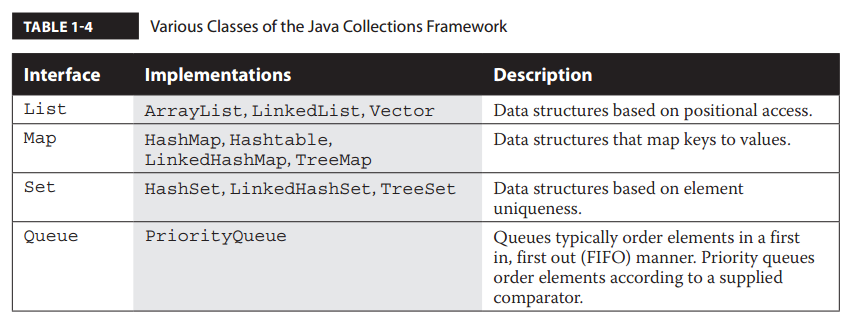 TABLE 1-4 Various Classes of the Java Collections Framework
Interface Implementations Description
List ArrayList, LinkedList, Vector Data structures based on positional access.
Map HashMap, Hashtable, Data structures that map keys to values.
LinkedHashMap, TreeMap
Set HashSet, LinkedHashSet, TreeSet Data structures based on element
uniqueness.
Queue PriorityQueue Queues typically order elements in a first
in, first out (FIFO) manner. Priority queues
order elements according to a supplied
comparator.